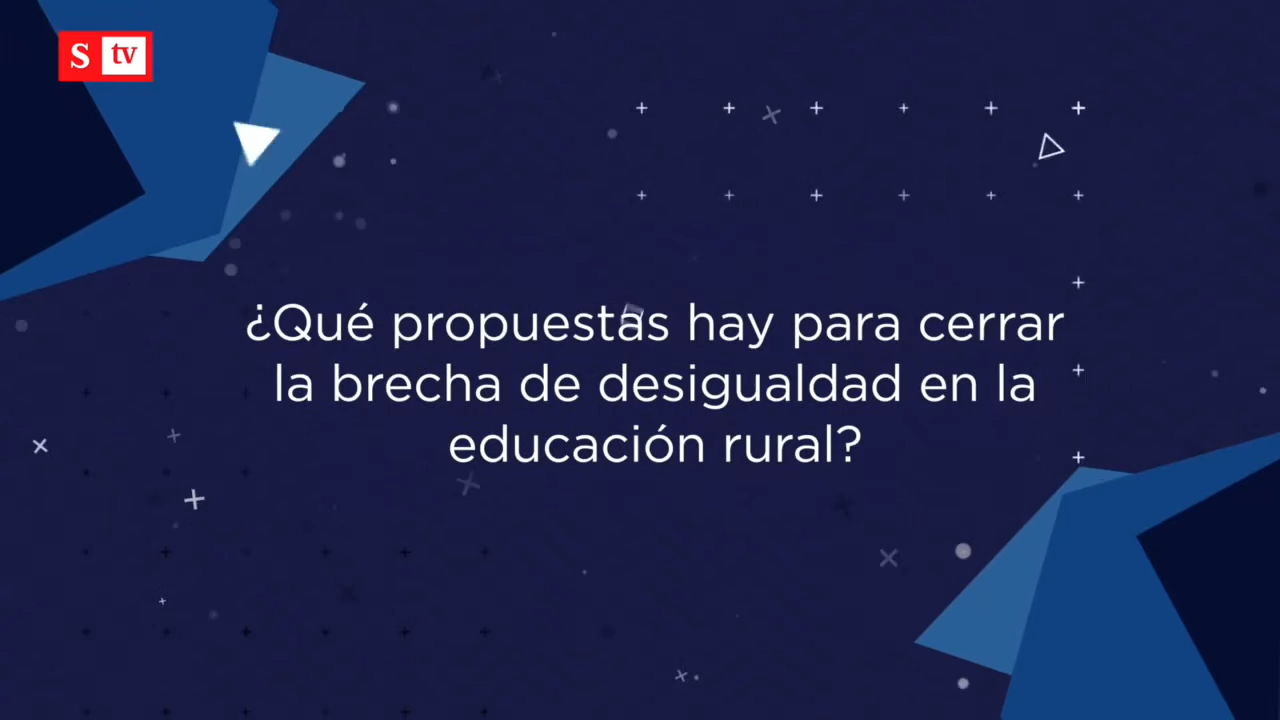 S tv
¿Qué propuestas hay para cerrar
la brecha de desigualdad en la
educación rural?